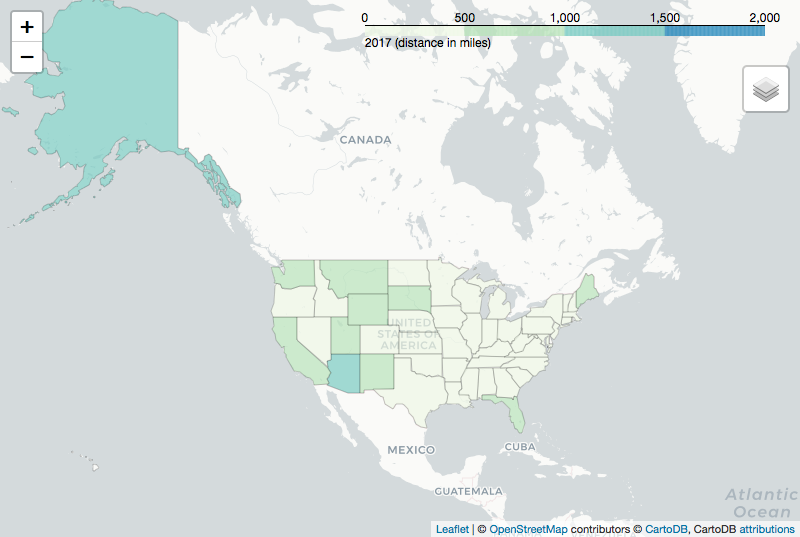 +
−
0 500 1,000 1,500 2,000
2017 (distance in miles)
CANADA
UNITED
STATES OF
AMERICA
MEXICO
CUBA
GUATEMALA
Atlantic
Ocean
Leaflet | © OpenStreetMap contributors © CartoDB, CartoDB attributions